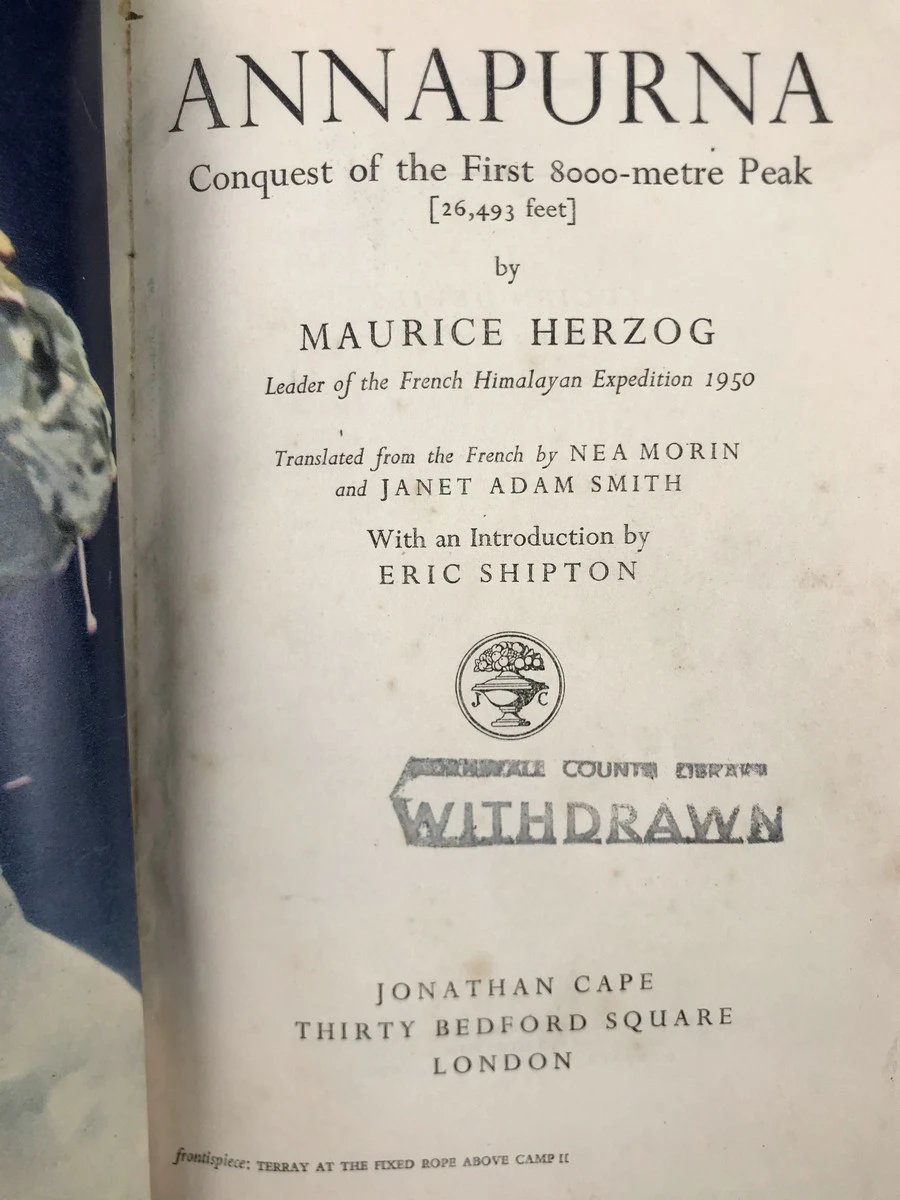 ANNAPURNA
Conquest of the First 8000-metre Peak
[26,493 feet]
by
MAURICE HERZOG
Leader of the French Himalayan Expedition 1950
Translated from the French by NEA MORIN
and JANET ADAM SMITH
With an Introduction by
ERIC SHIPTON
J C
COUNTY LIBRARY
WITHDRAWN
JONATHAN CAPE
THIRTY BEDFORD SQUARE
LONDON
frontispiece: TERRAY AT THE FIXED ROPE ABOVE CAMP II